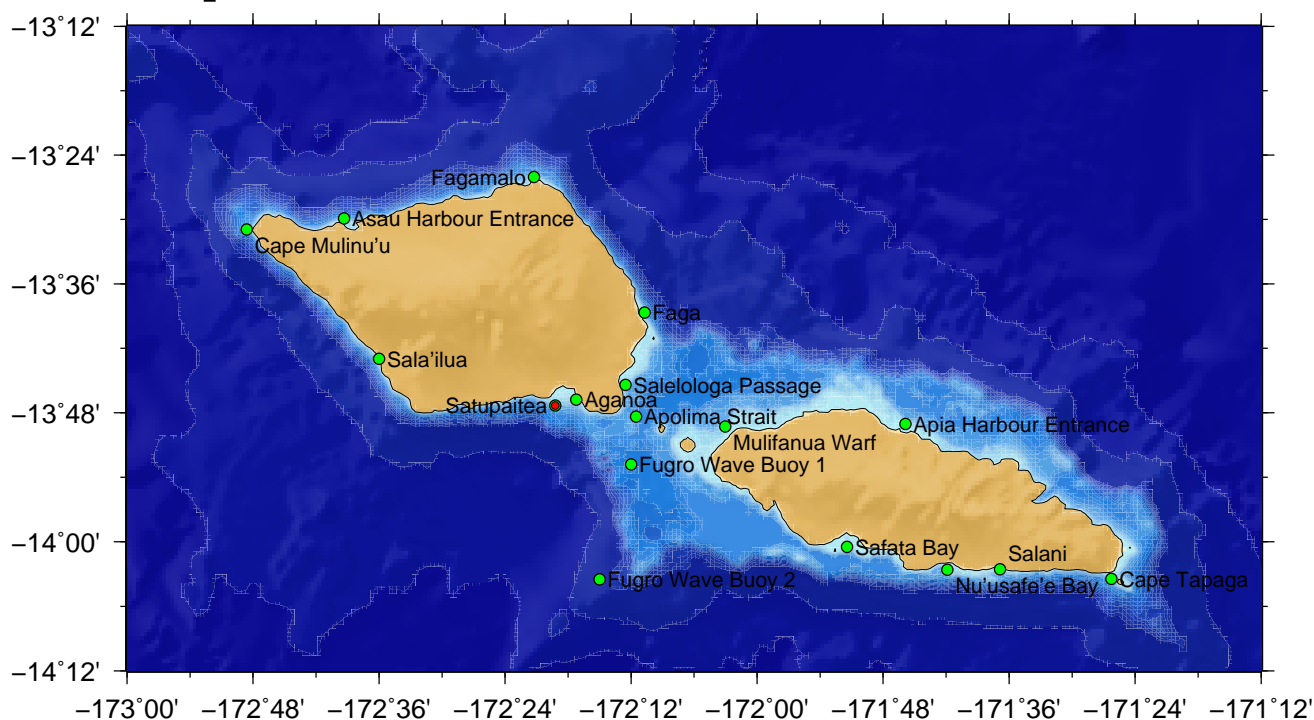 −13˚12'
−13˚24'
Fagamalo
Asau Harbour Entrance
Cape Mulinu’u
−13˚36'
Faga
Sala’ilua
Salelologa Passage
Aganoa
Satupaitea
−13˚48'
Apolima Strait
Apia Harbour Entrance
Mulifanua Warf
Fugro Wave Buoy 1
−14˚00'
Safata Bay
Salani
Fugro Wave Buoy 2
Nu’usafe’e Bay
Cape Tapaga
−14˚12'
−173˚00' −172˚48' −172˚36' −172˚24' −172˚12' −172˚00' −171˚48' −171˚36' −171˚24' −171˚12'